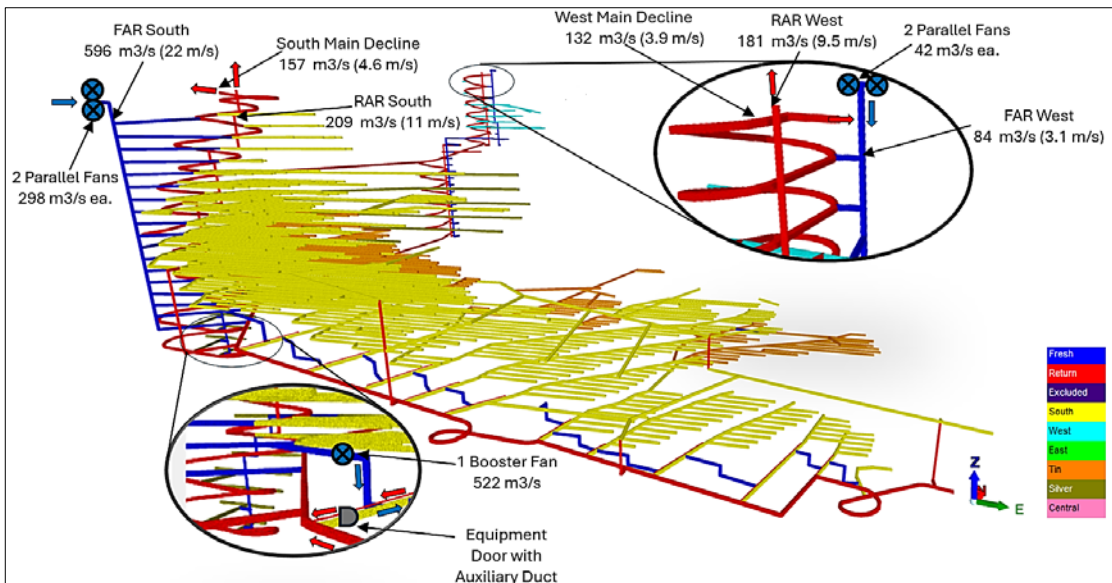 FAR South
596 m3/s (22 m/s)
South Main Decline
157 m3/s (4.6 m/s)
RAR South
209 m3/s (11 m/s)
2 Parallel Fans
298 m3/s ea.
West Main Decline
132 m3/s (3.9 m/s)
RAR West
181 m3/s (9.5 m/s)
2 Parallel Fans
42 m3/s ea.
FAR West
84 m3/s (3.1 m/s)
1 Booster Fan
522 m3/s
Equipment
Door with
Auxiliary Duct
Fresh
Return
Excluded
South
West
East
Tin
Silver
Central
Z
N
E